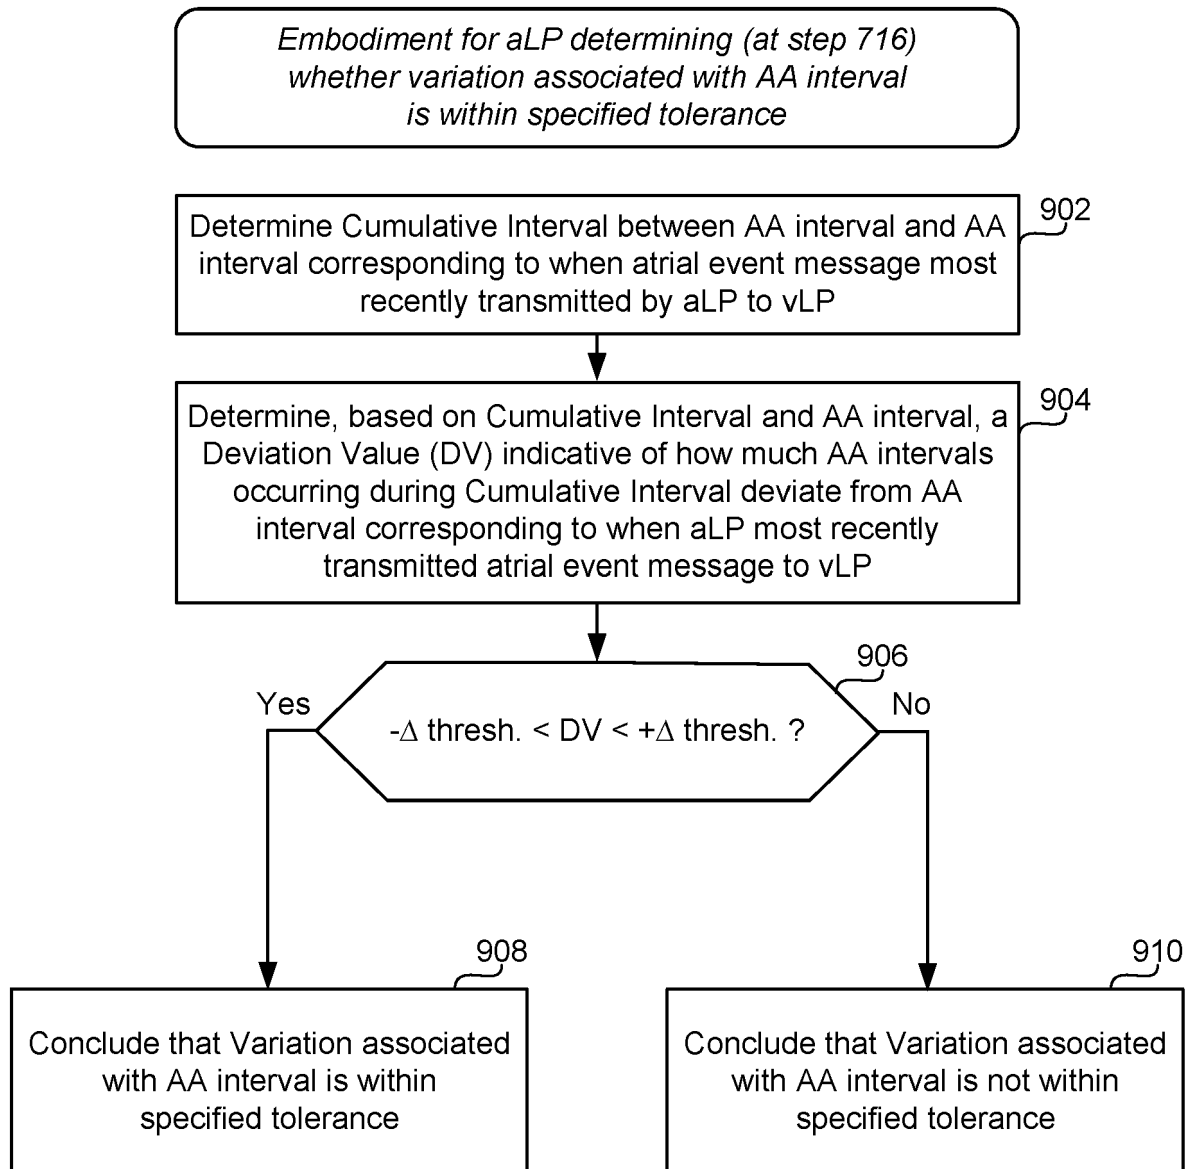 Embodiment for aLP determining (at step 716)
whether variation associated with AA interval
is within specified tolerance
902
Determine Cumulative Interval between AA interval and AA
interval corresponding to when atrial event message most
recently transmitted by aLP to vLP
904
Determine, based on Cumulative Interval and AA interval, a
Deviation Value (DV) indicative of how much AA intervals
occurring during Cumulative Interval deviate from AA
interval corresponding to when aLP most recently
transmitted atrial event message to vLP
906
Yes
-Δ thresh. < DV < +Δ thresh. ?
No
908
Conclude that Variation associated
with AA interval is within
specified tolerance
910
Conclude that Variation associated
with AA interval is not within
specified tolerance